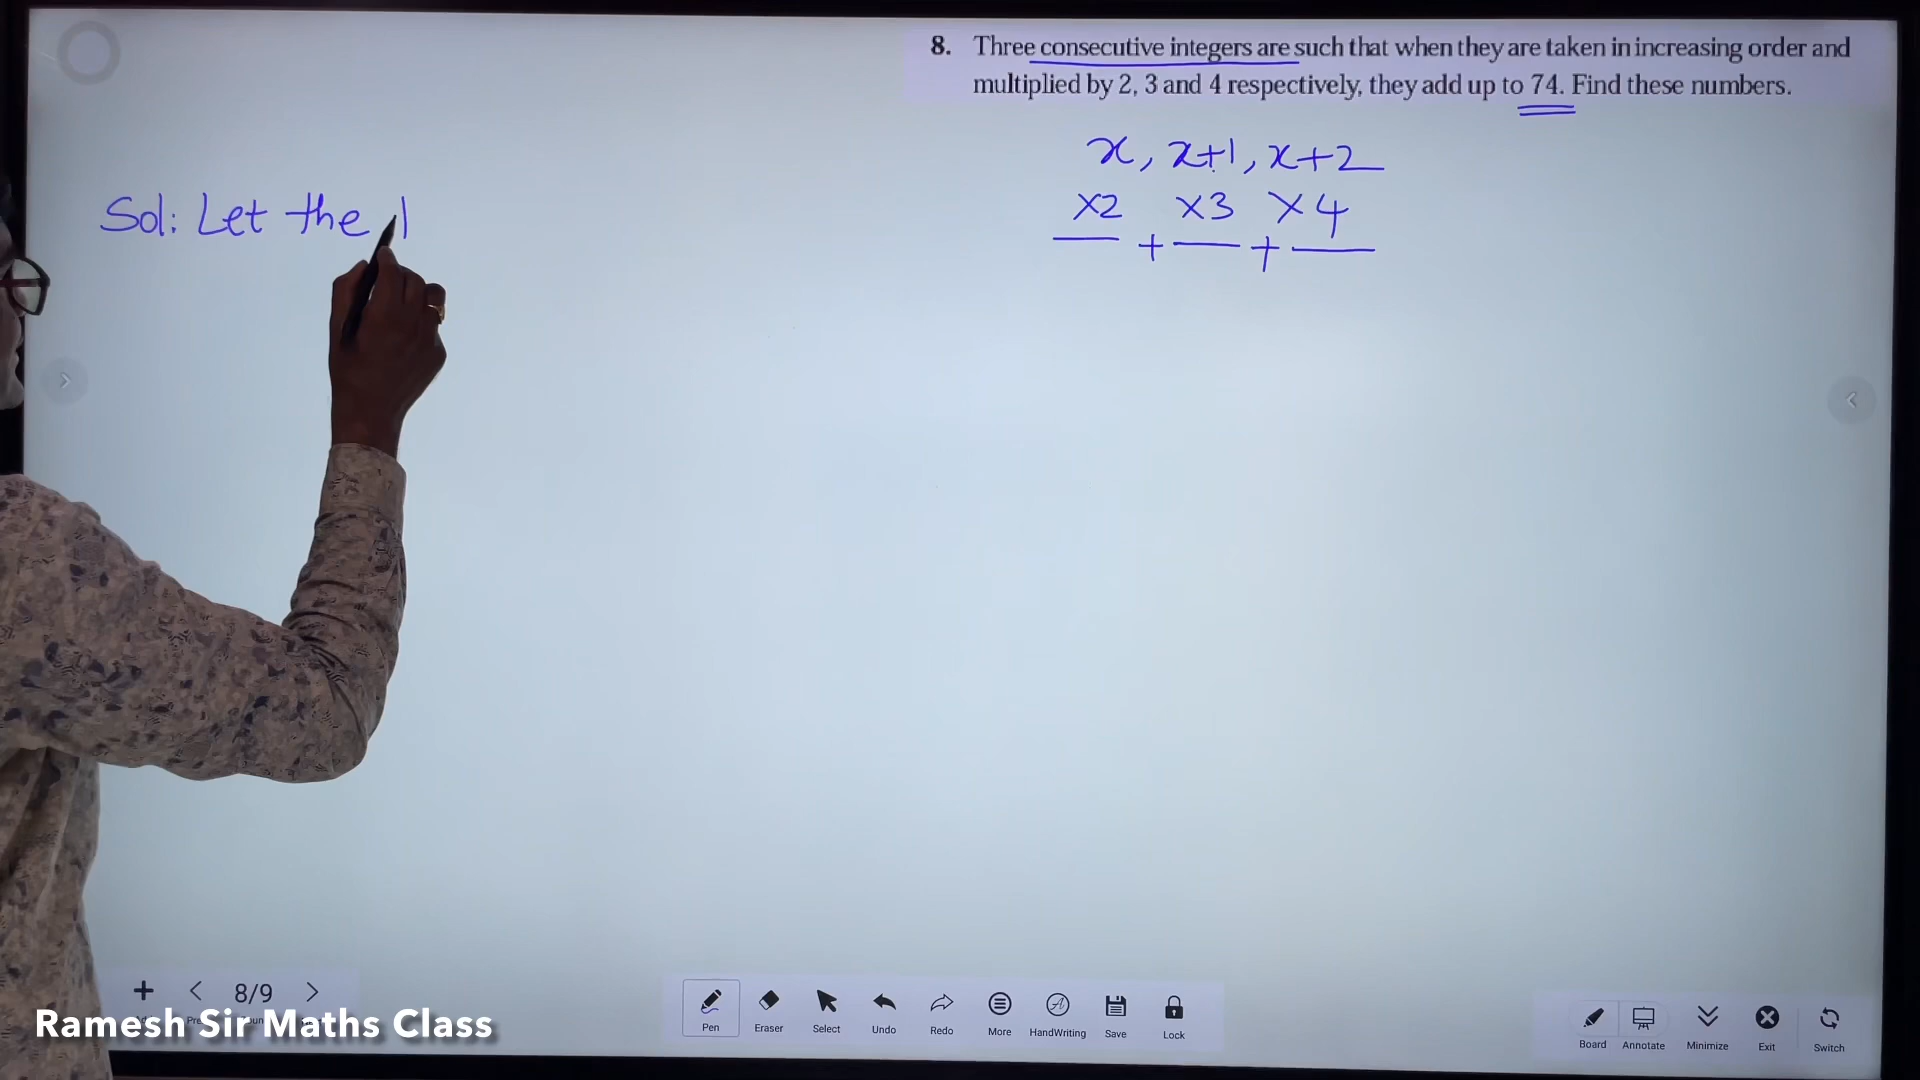 8. Three consecutive integers are such that when they are taken in increasing order and
multiplied by 2, 3 and 4 respectively, they add up to 74. Find these numbers.
x, x+1, x+2
×2 ×3 ×4
+ +
Sol: Let the 1
+ < 8/9 >
Ramesh Sir Maths Class
Pen Eraser Select Undo Redo More HandWriting Save Lock
Board Annotate Minimize Exit Switch